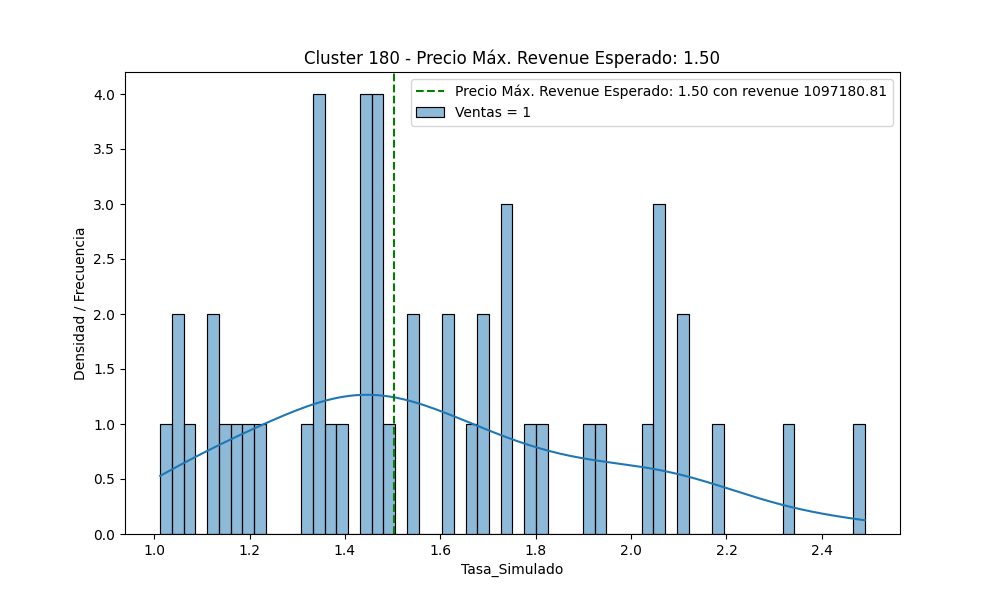 Cluster 180 - Precio Máx. Revenue Esperado: 1.50
Precio Máx. Revenue Esperado: 1.50 con revenue 1097180.81
Ventas = 1
Densidad / Frecuencia
4.0
3.5
3.0
2.5
2.0
1.5
1.0
0.5
0.0
1.0 1.2 1.4 1.6 1.8 2.0 2.2 2.4
Tasa_Simulado